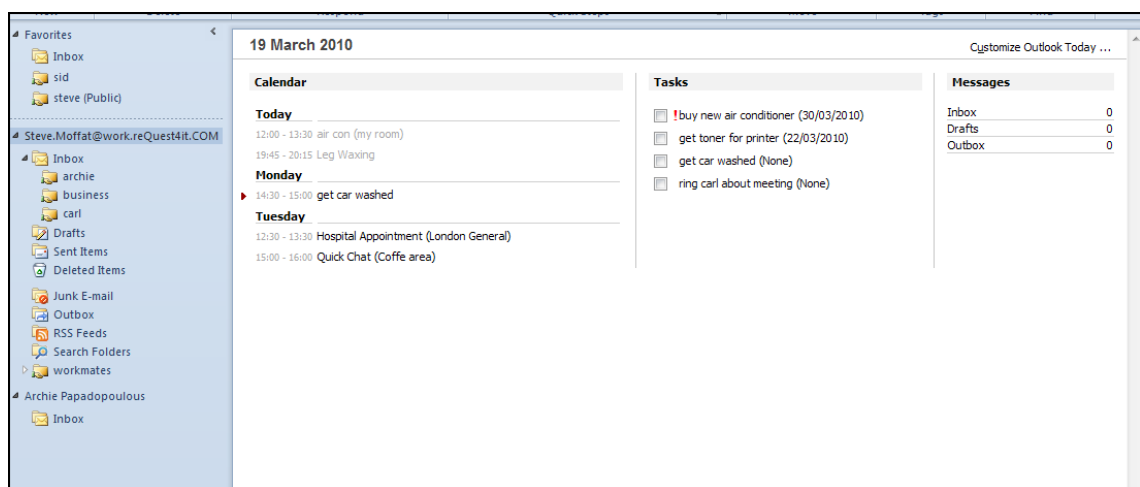 Favorites
Inbox
sid
steve (Public)
Steve.Moffat@work.reQuest4it.COM
Inbox
archie
business
carl
Drafts
Sent Items
Deleted Items
Junk E-mail
Outbox
RSS Feeds
Search Folders
workmates
Archie Papadopoulous
Inbox
19 March 2010
Customize Outlook Today ...
Calendar
Today
12:00 - 13:30 air con (my room)
19:45 - 20:15 Leg Waxing
Monday
14:30 - 15:00 get car washed
Tuesday
12:30 - 13:30 Hospital Appointment (London General)
15:00 - 16:00 Quick Chat (Coffe area)
Tasks
!buy new air conditioner (30/03/2010)
get toner for printer (22/03/2010)
get car washed (None)
ring carl about meeting (None)
Messages
Inbox 0
Drafts 0
Outbox 0